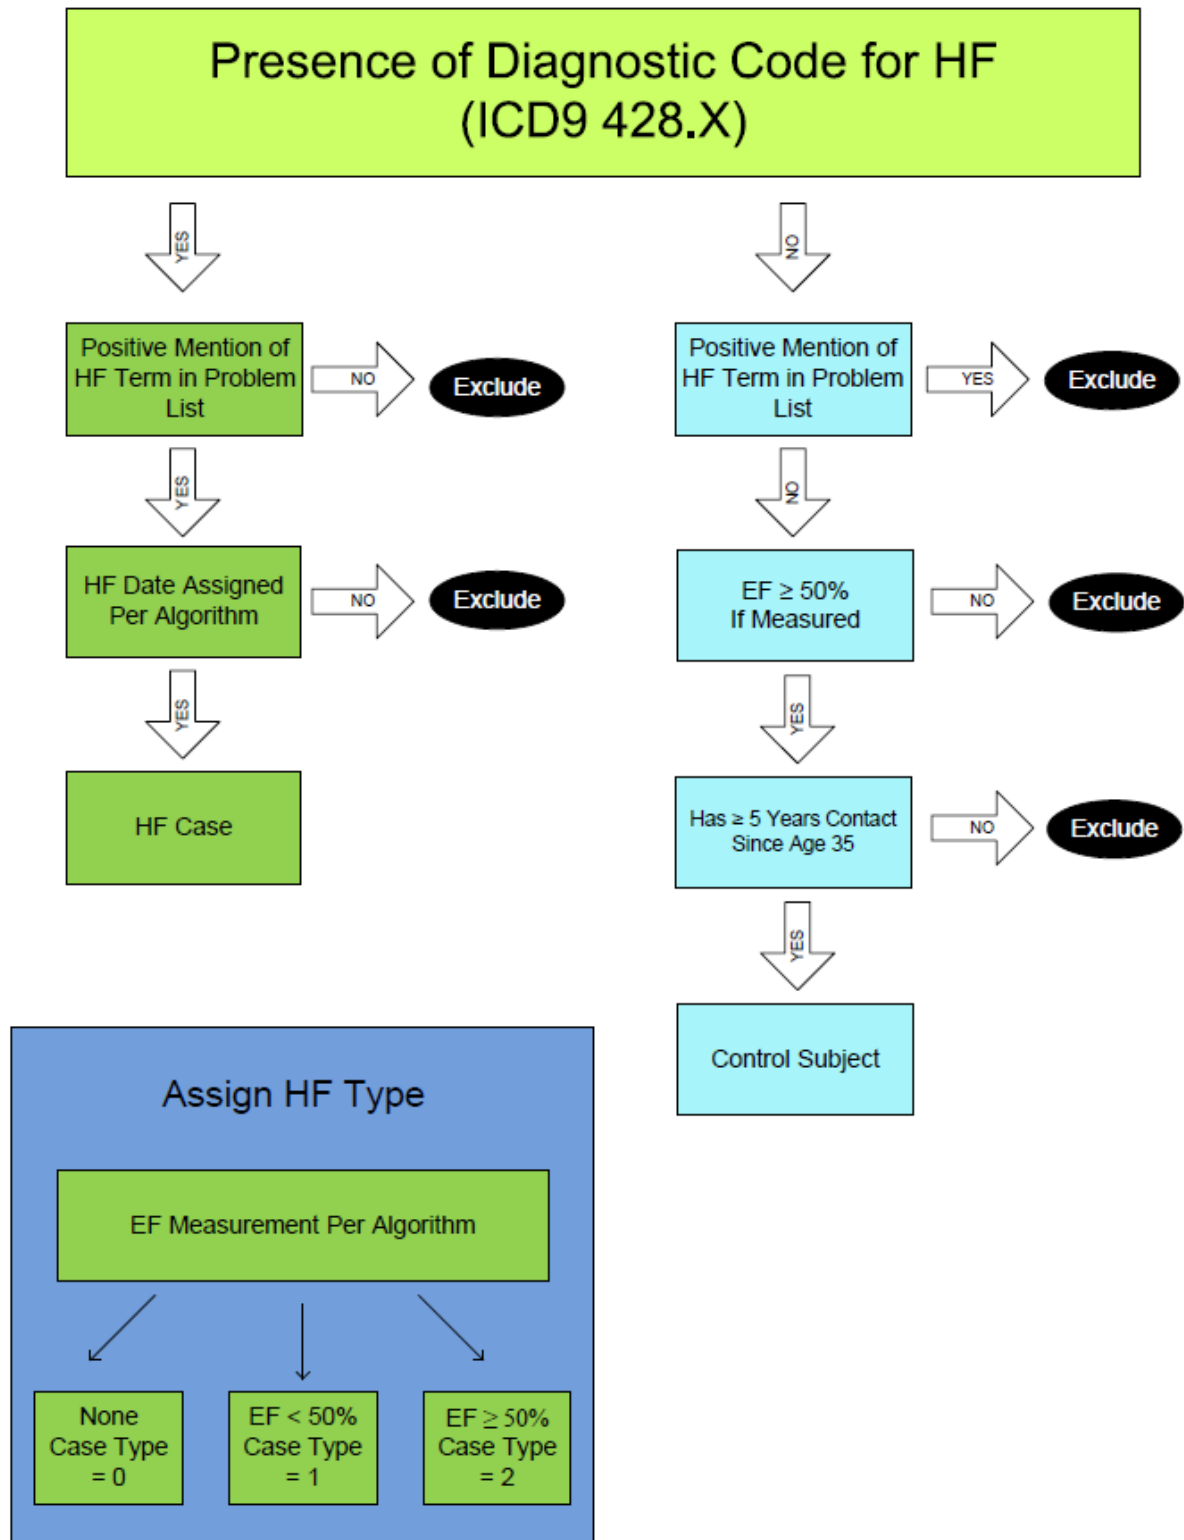 Presence of Diagnostic Code for HF
(ICD9 428.X)
YES
NO
Positive Mention of
HF Term in Problem
List
NO
Exclude
Positive Mention of
HF Term in Problem
List
YES
Exclude
YES
NO
HF Date Assigned
Per Algorithm
NO
Exclude
EF ≥ 50%
If Measured
NO
Exclude
YES
YES
HF Case
Has ≥ 5 Years Contact
Since Age 35
NO
Exclude
YES
Control Subject
Assign HF Type
EF Measurement Per Algorithm
None
Case Type
= 0
EF < 50%
Case Type
= 1
EF ≥ 50%
Case Type
= 2